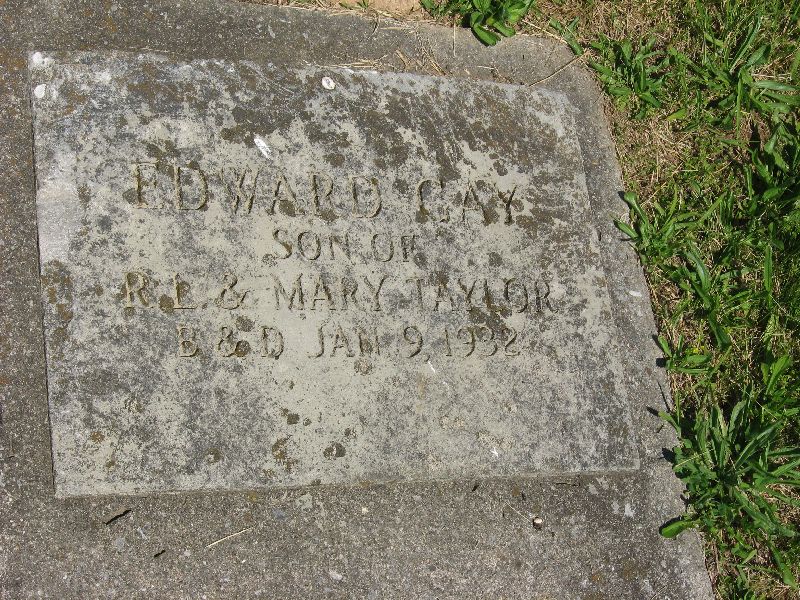 EDWARD GAY
SON OF
R. L. & MARY TAYLOR
B & D JAN 9, 1932